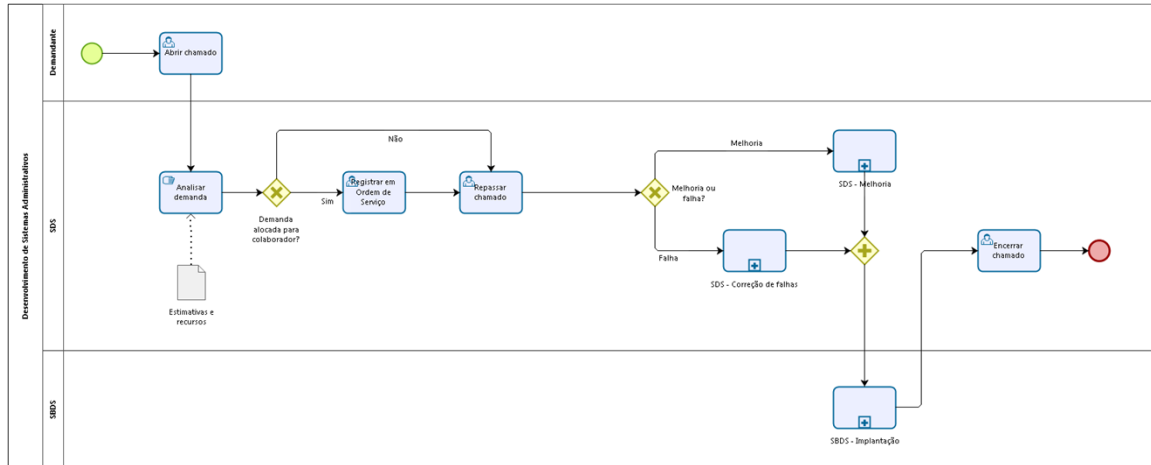 Desenvolvimento de Sistemas Administrativos
Demandante
Abrir chamado
SDS
Analisar
demanda
Estimativas e
recursos
Demanda
alocada para
colaborador?
Não
Sim
Registrar em
Ordem de
Serviço
Repassar
chamado
Melhoria ou
falha?
Melhoria
SDS - Melhoria
Falha
SDS - Correção de falhas
Encerrar
chamado
SBDS
SBDS - Implantação